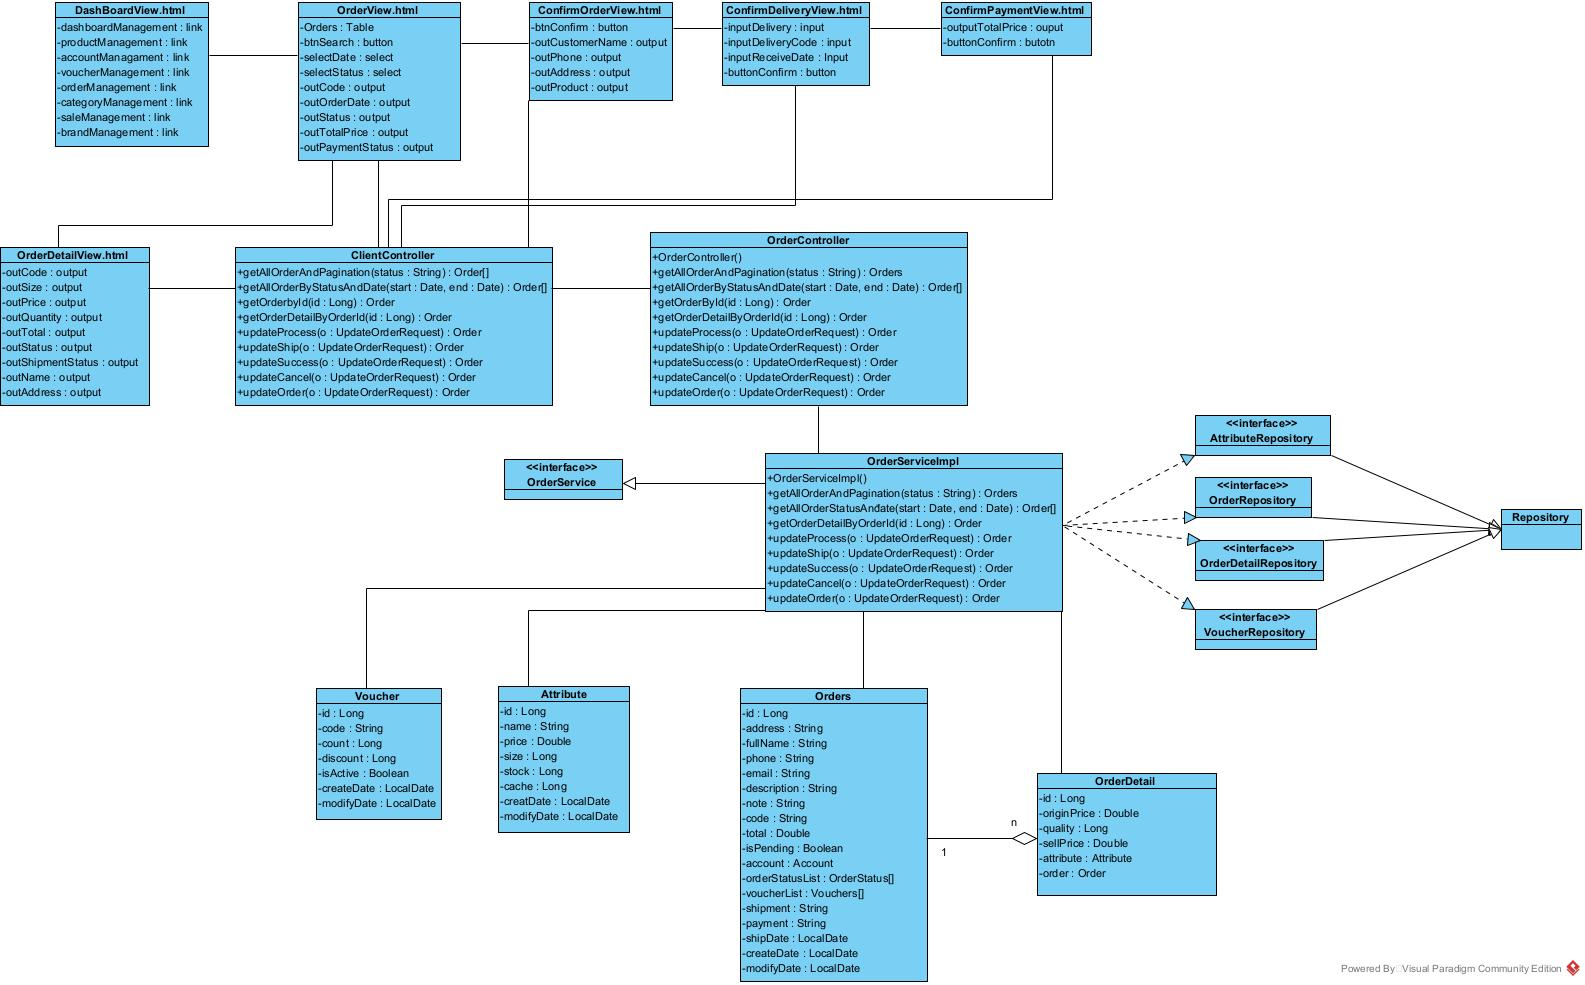 DashBoardView.html
-dashboardManagement : link
-productManagement : link
-accountManagament : link
-voucherManagement : link
-orderManagement : link
-categoryManagement : link
-saleManagement : link
-brandManagement : link
OrderView.html
-Orders : Table
-btnSearch : button
-selectDate : select
-selectStatus : select
-outCode : output
-outOrderDate : output
-outStatus : output
-outTotalPrice : output
-outPaymentStatus : output
ConfirmOrderView.html
-btnConfirm : button
-outCustomerName : output
-outPhone : output
-outAddress : output
-outProduct : output
ConfirmDeliveryView.html
-inputDelivery : input
-inputDeliveryCode : input
-inputReceiveDate : Input
-buttonConfirm : button
ConfirmPaymentView.html
-outputTotalPrice : ouput
-buttonConfirm : butotn
OrderDetailView.html
-outCode : output
-outSize : output
-outPrice : output
-outQuantity : output
-outTotal : output
-outStatus : output
-outShipmentStatus : output
-outName : output
-outAddress : output
ClientController
+getAllOrderAndPagination(status : String) : Order[]
+getAllOrderByStatusAndDate(start : Date, end : Date) : Order[]
+getOrderbyId(id : Long) : Order
+getOrderDetailByOrderId(id : Long) : Order
+updateProcess(o : UpdateOrderRequest) : Order
+updateShip(o : UpdateOrderRequest) : Order
+updateSuccess(o : UpdateOrderRequest) : Order
+updateCancel(o : UpdateOrderRequest) : Order
+updateOrder(o : UpdateOrderRequest) : Order
OrderController
+OrderController()
+getAllOrderAndPagination(status : String) : Orders
+getAllOrderByStatusAndDate(start : Date, end : Date) : Order[]
+getOrderById(id : Long) : Order
+getOrderDetailByOrderId(id : Long) : Order
+updateProcess(o : UpdateOrderRequest) : Order
+updateShip(o : UpdateOrderRequest) : Order
+updateSuccess(o : UpdateOrderRequest) : Order
+updateCancel(o : UpdateOrderRequest) : Order
+updateOrder(o : UpdateOrderRequest) : Order
<<interface>>
OrderService
OrderServiceImpl
+OrderServiceImpl()
+getAllOrderAndPagination(status : String) : Orders
+getAllOrderStatusAndate(start : Date, end : Date) : Order[]
+getOrderDetailByOrderId(id : Long) : Order
+updateProcess(o : UpdateOrderRequest) : Order
+updateShip(o : UpdateOrderRequest) : Order
+updateSuccess(o : UpdateOrderRequest) : Order
+updateCancel(o : UpdateOrderRequest) : Order
+updateOrder(o : UpdateOrderRequest) : Order
<<interface>>
AttributeRepository
<<interface>>
OrderRepository
<<interface>>
OrderDetailRepository
<<interface>>
VoucherRepository
Repository
Voucher
-id : Long
-code : String
-count : Long
-discount : Long
-isActive : Boolean
-createDate : LocalDate
-modifyDate : LocalDate
Attribute
-id : Long
-name : String
-price : Double
-size : Long
-stock : Long
-cache : Long
-creatDate : LocalDate
-modifyDate : LocalDate
Orders
-id : Long
-address : String
-fullName : String
-phone : String
-email : String
-description : String
-note : String
-code : String
-total : Double
-isPending : Boolean
-account : Account
-orderStatusList : OrderStatus[]
-voucherList : Vouchers[]
-shipment : String
-payment : String
-shipDate : LocalDate
-createDate : LocalDate
-modifyDate : LocalDate
1
n
OrderDetail
-id : Long
-originPrice : Double
-quality : Long
-sellPrice : Double
-attribute : Attribute
-order : Order
Powered By Visual Paradigm Community Edition